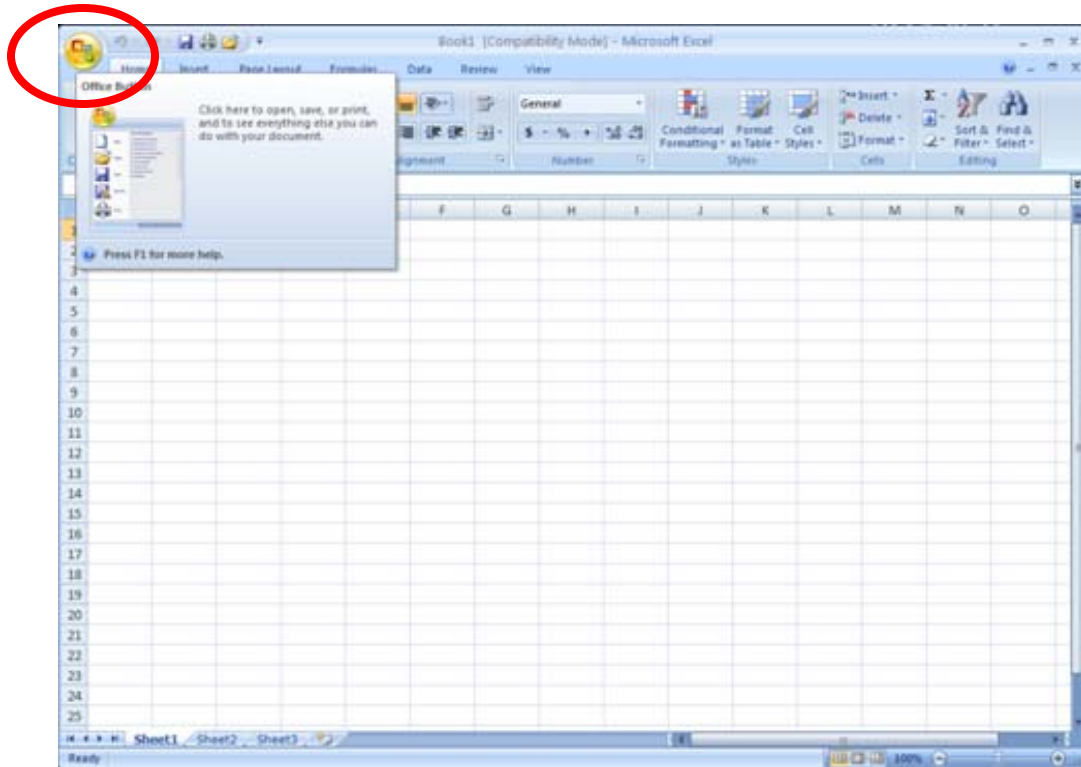 Book1 [Compatibility Mode] - Microsoft Excel
Home Insert Page Layout Formulas Data Review View
Office Button
Click here to open, save, or print,
and to see everything else you can
do with your document.
Press F1 for more help.
General
$ % ,
Conditional
Formatting
Format
as Table
Cell
Styles
Insert
Delete
Format
Σ
Sort &
Filter
Find &
Select
Number Styles Cells Editing
F G H I J K L M N O
1
2
3
4
5
6
7
8
9
10
11
12
13
14
15
16
17
18
19
20
21
22
23
24
25
Sheet1 Sheet2 Sheet3
Ready 100%